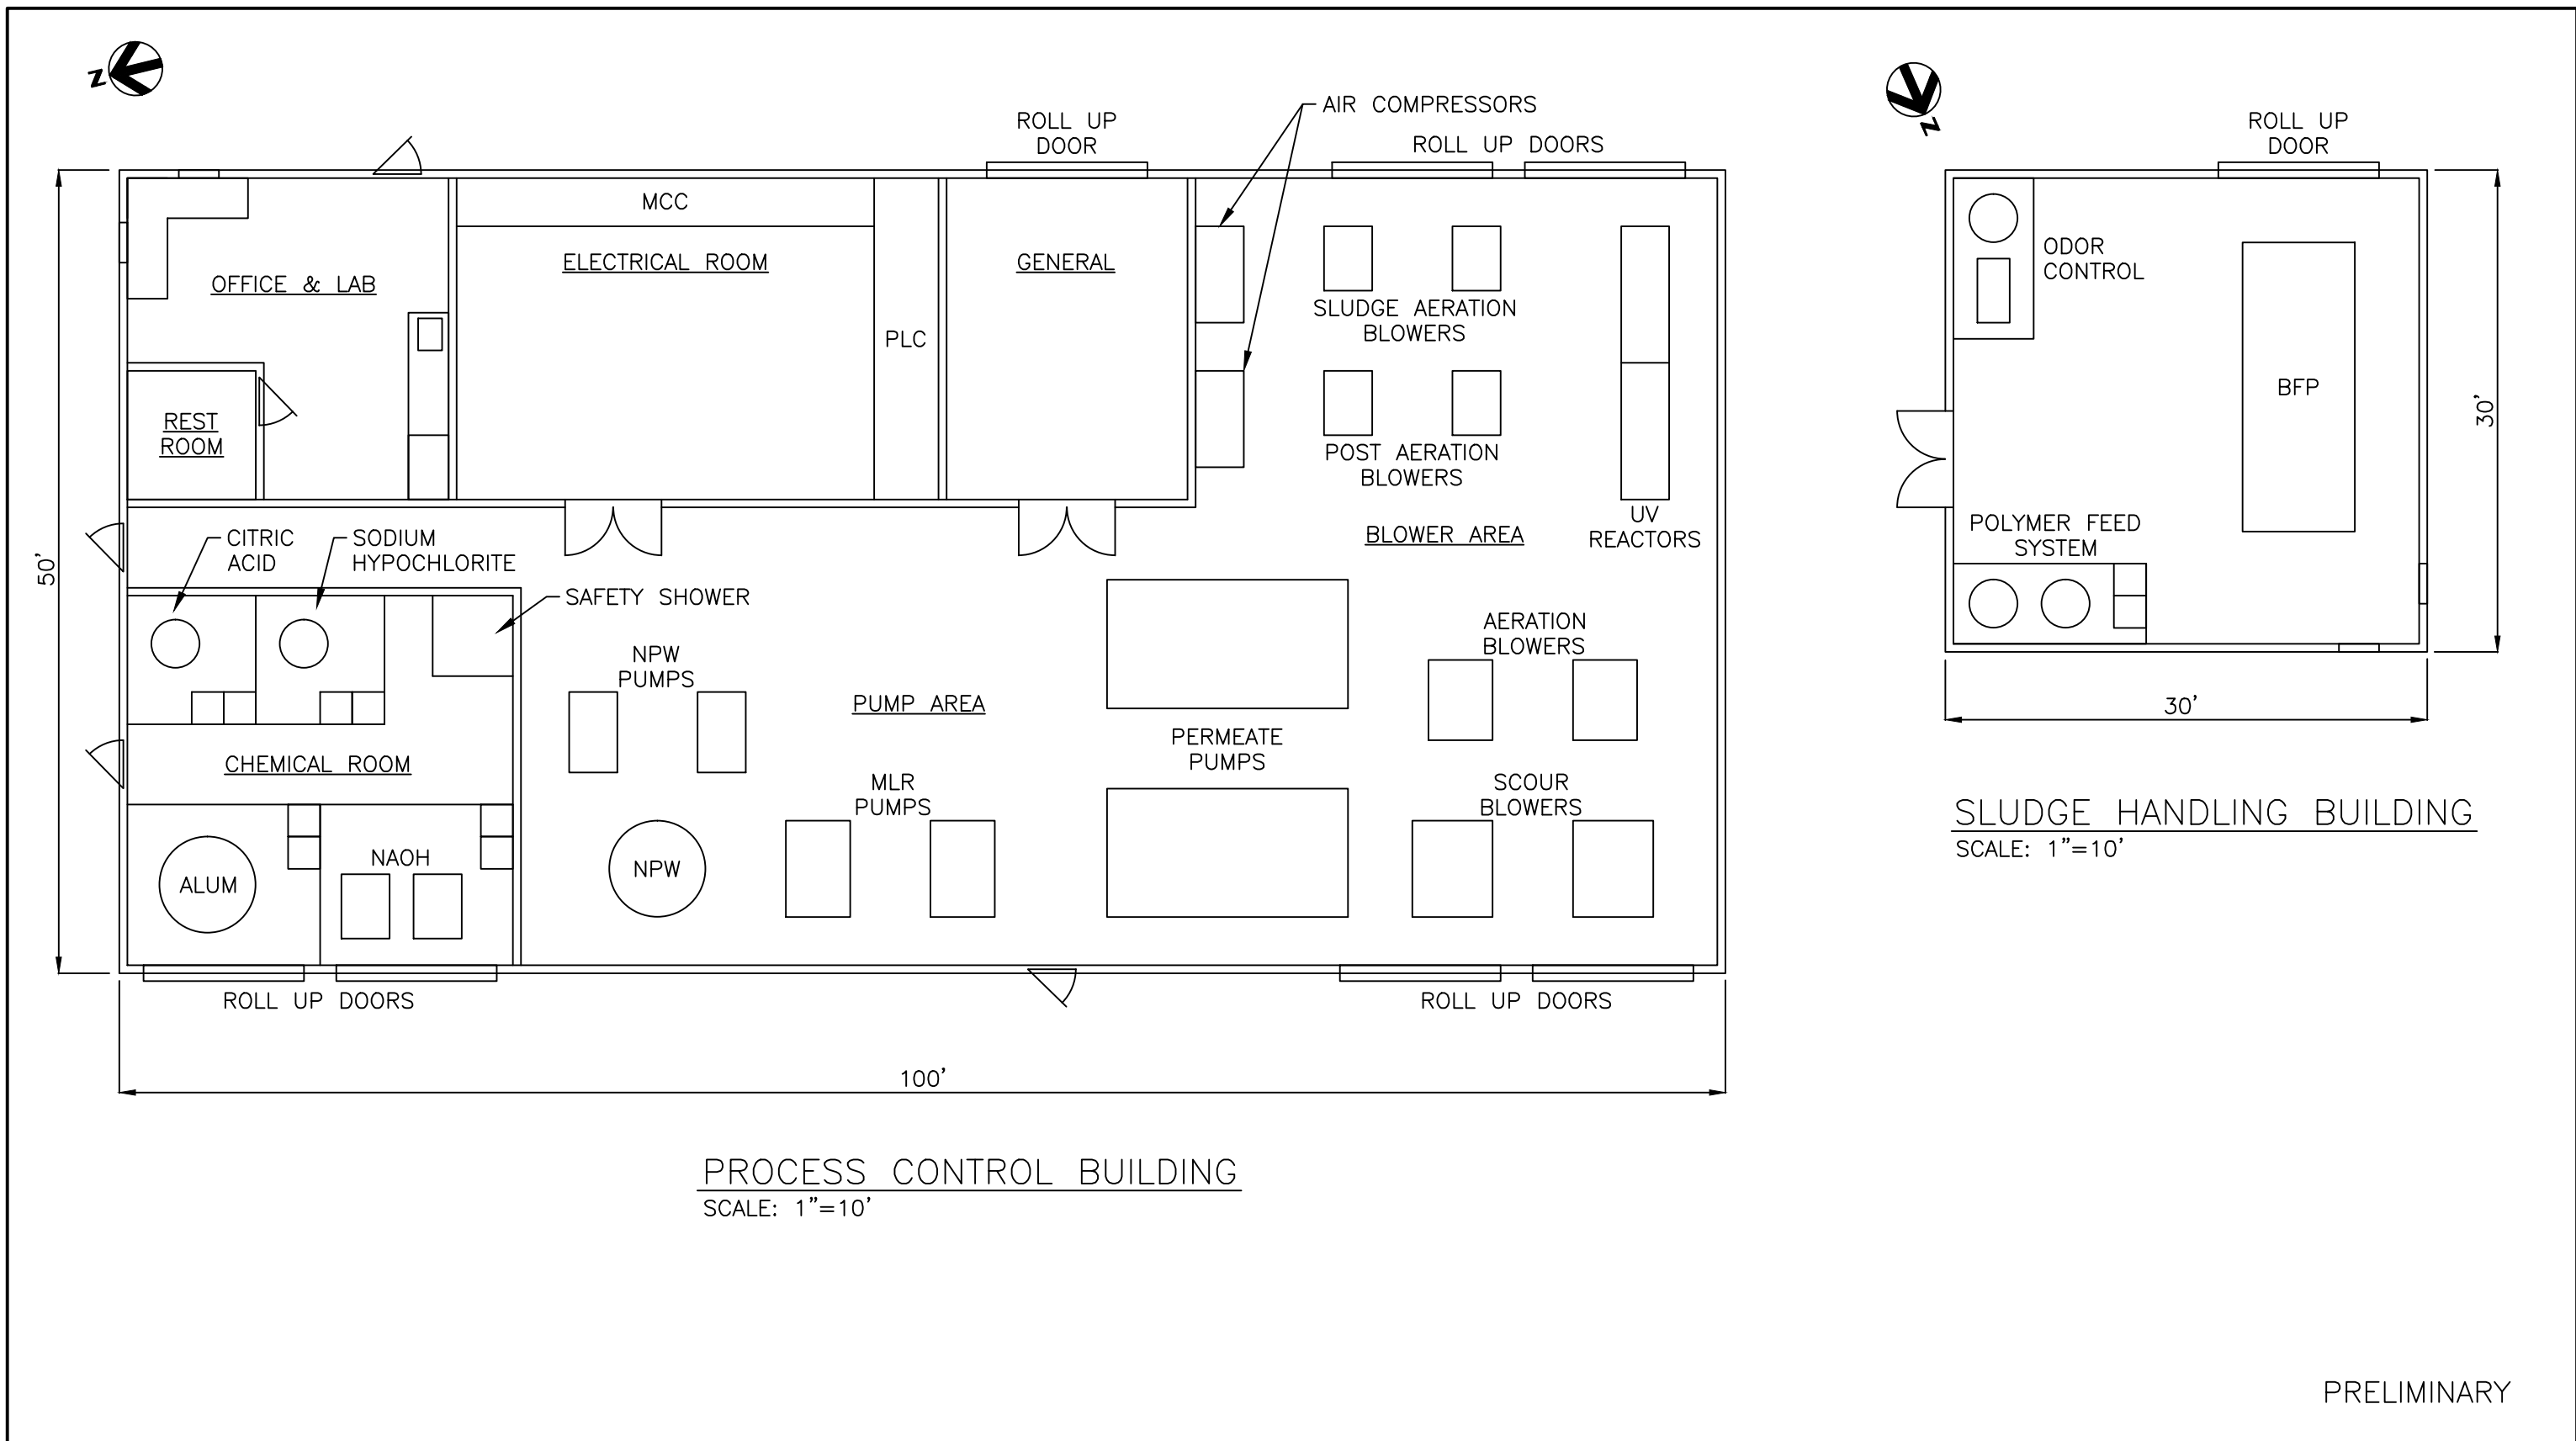 Z
AIR COMPRESSORS
ROLL UP
DOOR
ROLL UP DOORS
MCC
ELECTRICAL ROOM
GENERAL
OFFICE & LAB
SLUDGE AERATION
BLOWERS
PLC
REST
ROOM
POST AERATION
BLOWERS
UV
REACTORS
BLOWER AREA
CITRIC
ACID
SODIUM
HYPOCHLORITE
50'
SAFETY SHOWER
AERATION
BLOWERS
NPW
PUMPS
PUMP AREA
PERMEATE
PUMPS
CHEMICAL ROOM
MLR
PUMPS
SCOUR
BLOWERS
NAOH
ALUM
NPW
ROLL UP DOORS
ROLL UP DOORS
100'
PROCESS CONTROL BUILDING
SCALE: 1"=10'
Z
ROLL UP
DOOR
ODOR
CONTROL
BFP
30'
POLYMER FEED
SYSTEM
30'
SLUDGE HANDLING BUILDING
SCALE: 1"=10'
PRELIMINARY